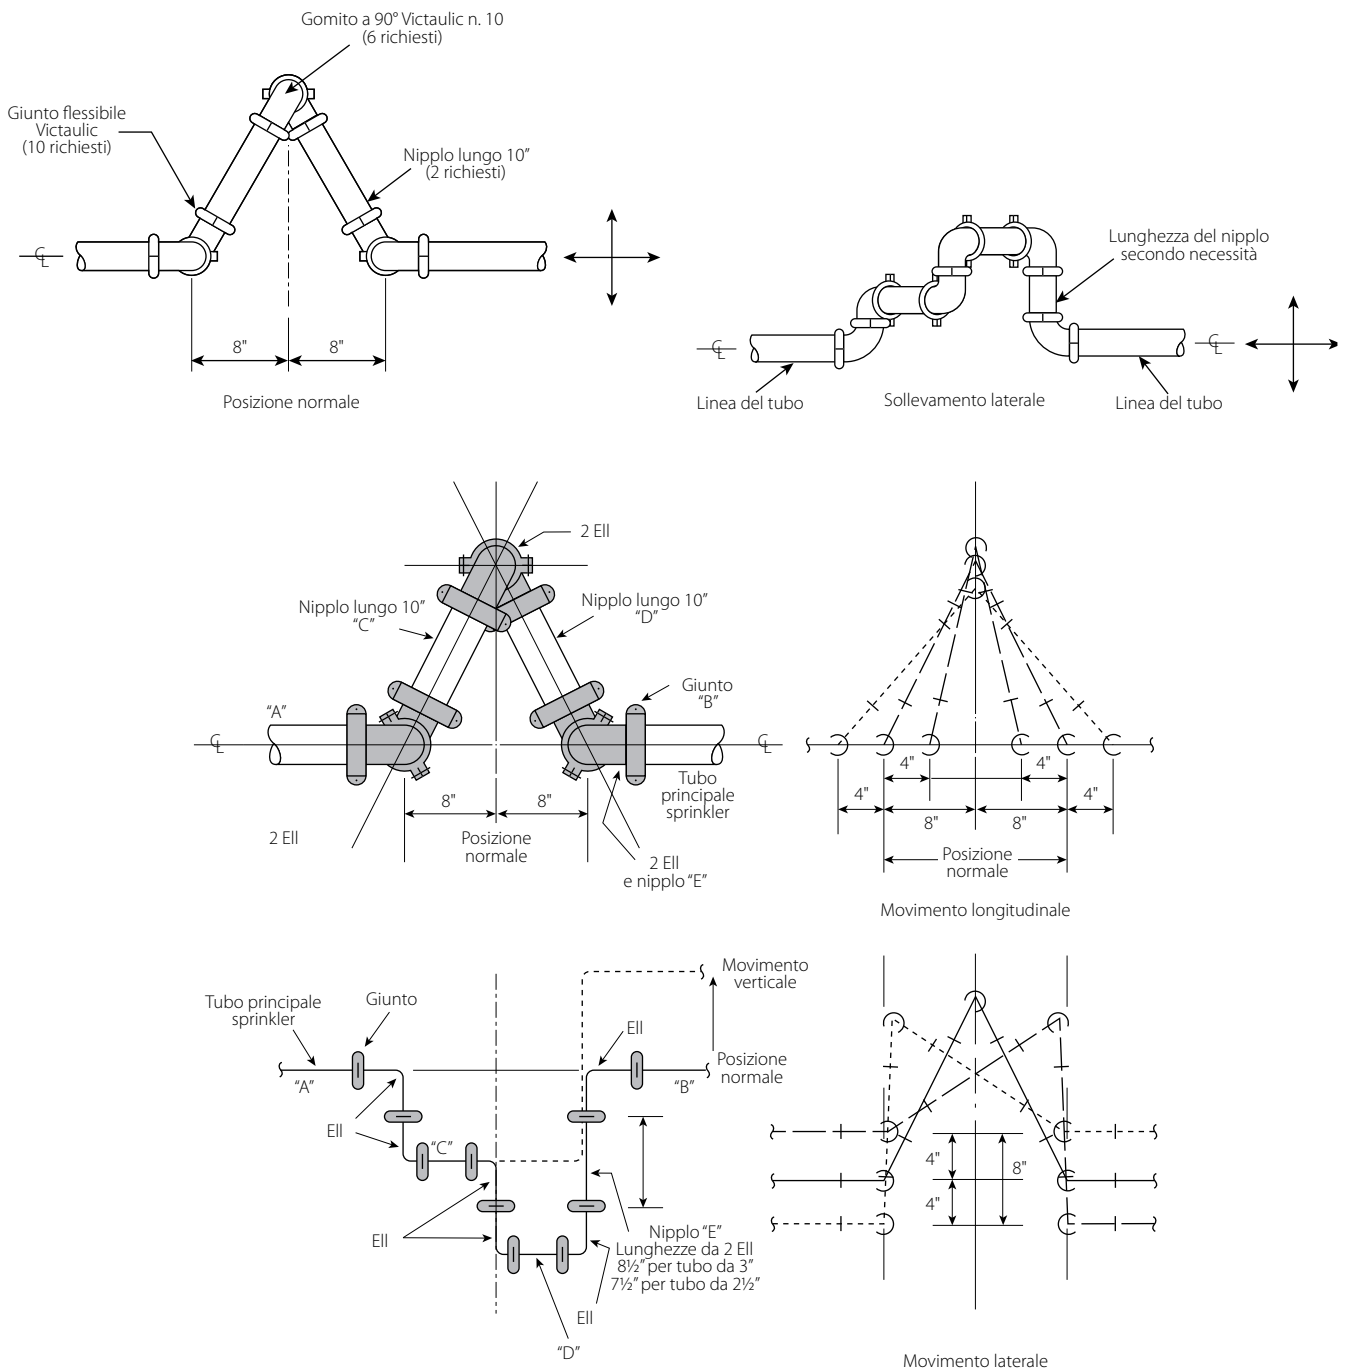 Gomito a 90° Victaulic n. 10
(6 richiesti)
Giunto flessibile
Victaulic
(10 richiesti)
Nipplo lungo 10”
(2 richiesti)
℄
8"
8"
Posizione normale
Lunghezza del nipplo
secondo necessità
℄
℄
Linea del tubo
Sollevamento laterale
Linea del tubo
2 Ell
Nipplo lungo 10”
“C”
Nipplo lungo 10”
“D”
Giunto
“B”
“A”
℄
℄
Tubo
principale
sprinkler
8"
8"
2 Ell
Posizione
normale
2 Ell
e nipplo “E”
4"
4"
4"
4"
8"
8"
Posizione
normale
Movimento longitudinale
Movimento
verticale
Tubo principale
sprinkler
Giunto
Ell
Posizione
normale
“A”
“B”
Ell
“C”
Ell
Nipplo “E”
Lunghezze da 2 Ell
8½” per tubo da 3”
7½” per tubo da 2½”
Ell
“D”
4"
8"
4"
Movimento laterale